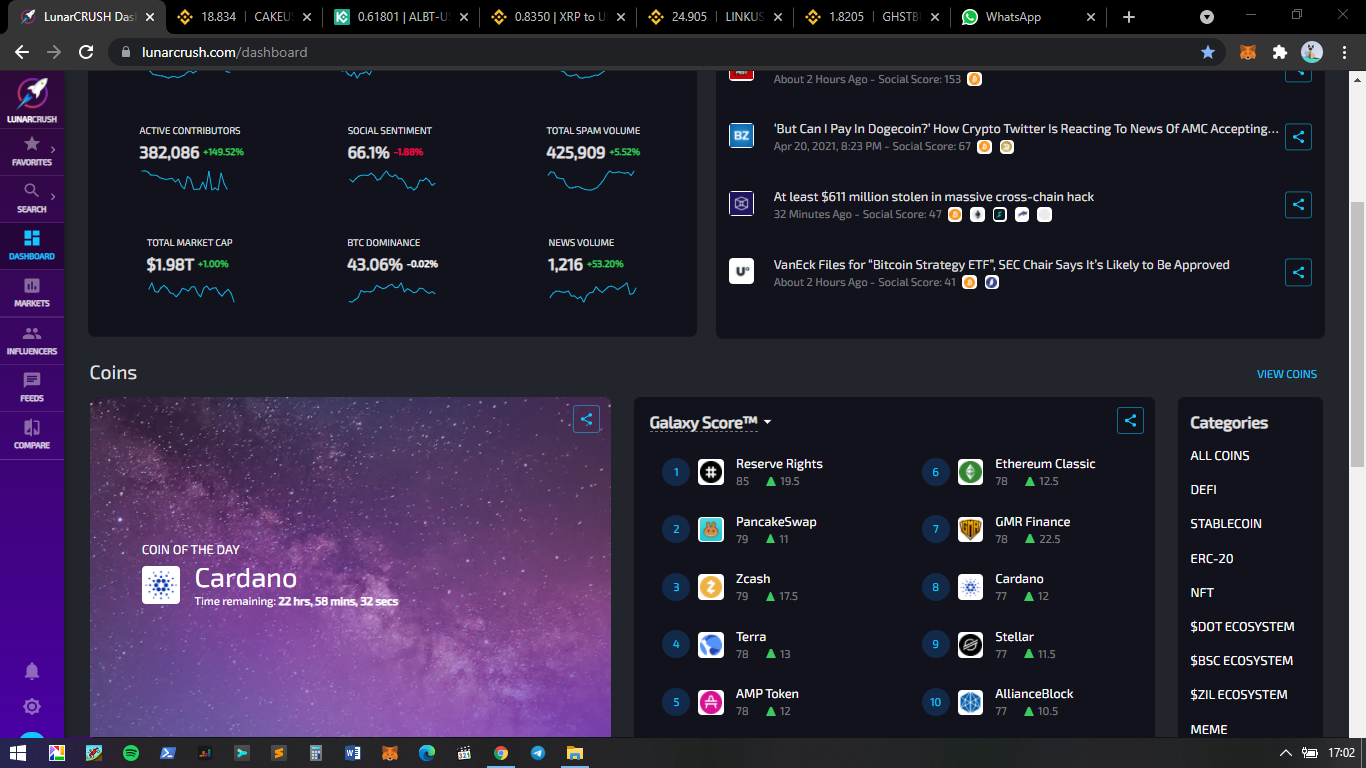 LunarCRUSH Das
18.834 | CAKEUS
0.61801 | ALBT-US
0.8350 | XRP to U
24.905 | LINKUS
1.8205 | GHSTB
WhatsApp
lunarcrush.com/dashboard
LUNARCRUSH
FAVORITES
SEARCH
DASHBOARD
MARKETS
INFLUENCERS
FEEDS
COMPARE
ACTIVE CONTRIBUTORS
382,086 +149.52%
SOCIAL SENTIMENT
66.1% -1.88%
TOTAL SPAM VOLUME
425,909 +5.52%
TOTAL MARKET CAP
$1.98T +1.00%
BTC DOMINANCE
43.06% -0.02%
NEWS VOLUME
1,216 +53.20%
About 2 Hours Ago - Social Score: 153
BZ
'But Can I Pay In Dogecoin?' How Crypto Twitter Is Reacting To News Of AMC Accepting...
Apr 20, 2021, 8:23 PM - Social Score: 67
At least $611 million stolen in massive cross-chain hack
32 Minutes Ago - Social Score: 47
VanEck Files for “Bitcoin Strategy ETF”, SEC Chair Says It’s Likely to Be Approved
About 2 Hours Ago - Social Score: 41
Coins
VIEW COINS
COIN OF THE DAY
Cardano
Time remaining: 22 hrs, 58 mins, 32 secs
Galaxy Score™
1 Reserve Rights
85 ▲ 19.5
2 PancakeSwap
79 ▲ 11
3 Zcash
79 ▲ 17.5
4 Terra
78 ▲ 13
5 AMP Token
78 ▲ 12
6 Ethereum Classic
78 ▲ 12.5
7 GMR Finance
78 ▲ 22.5
8 Cardano
77 ▲ 12
9 Stellar
77 ▲ 11.5
10 AllianceBlock
77 ▲ 10.5
Categories
ALL COINS
DEFI
STABLECOIN
ERC-20
NFT
$DOT ECOSYSTEM
$BSC ECOSYSTEM
$ZIL ECOSYSTEM
MEME
17:02